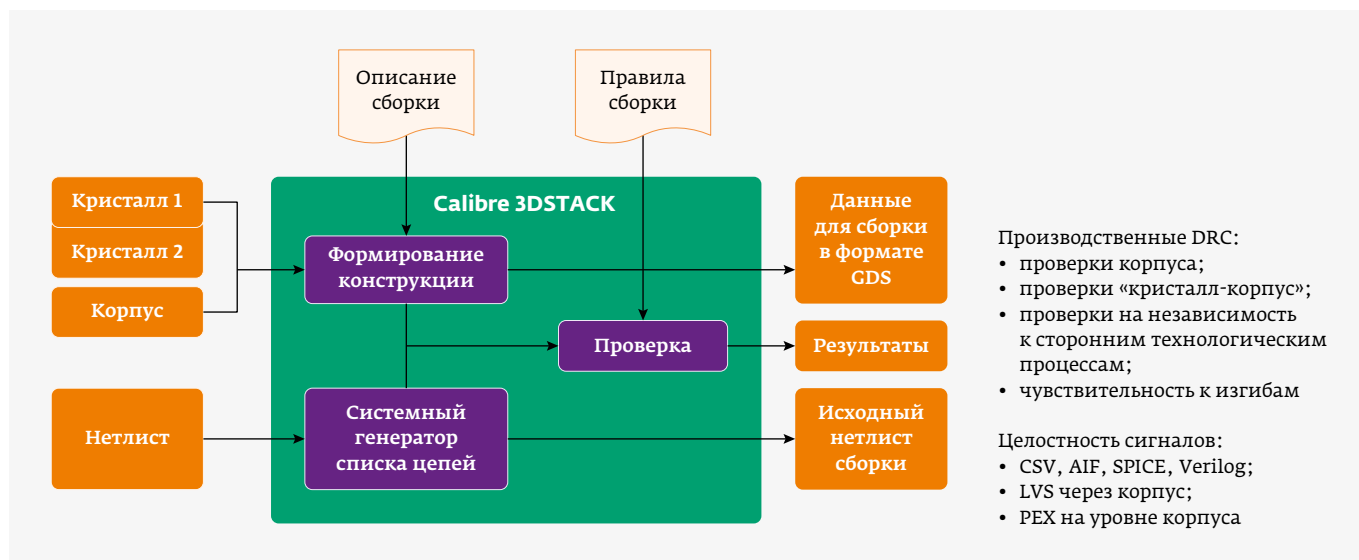 Описание
сборки
Правила
сборки
Calibre 3DSTACK
Кристалл 1
Кристалл 2
Корпус
Нетлист
Формирование
конструкции
Проверка
Системный
генератор
списка цепей
Данные
для сборки
в формате
GDS
Результаты
Исходный
нетлист
сборки
Производственные DRC:
• проверки корпуса;
• проверки «кристалл-корпус»;
• проверки на независимость
к сторонним технологическим
процессам;
• чувствительность к изгибам
Целостность сигналов:
• CSV, AIF, SPICE, Verilog;
• LVS через корпус;
• PEX на уровне корпуса